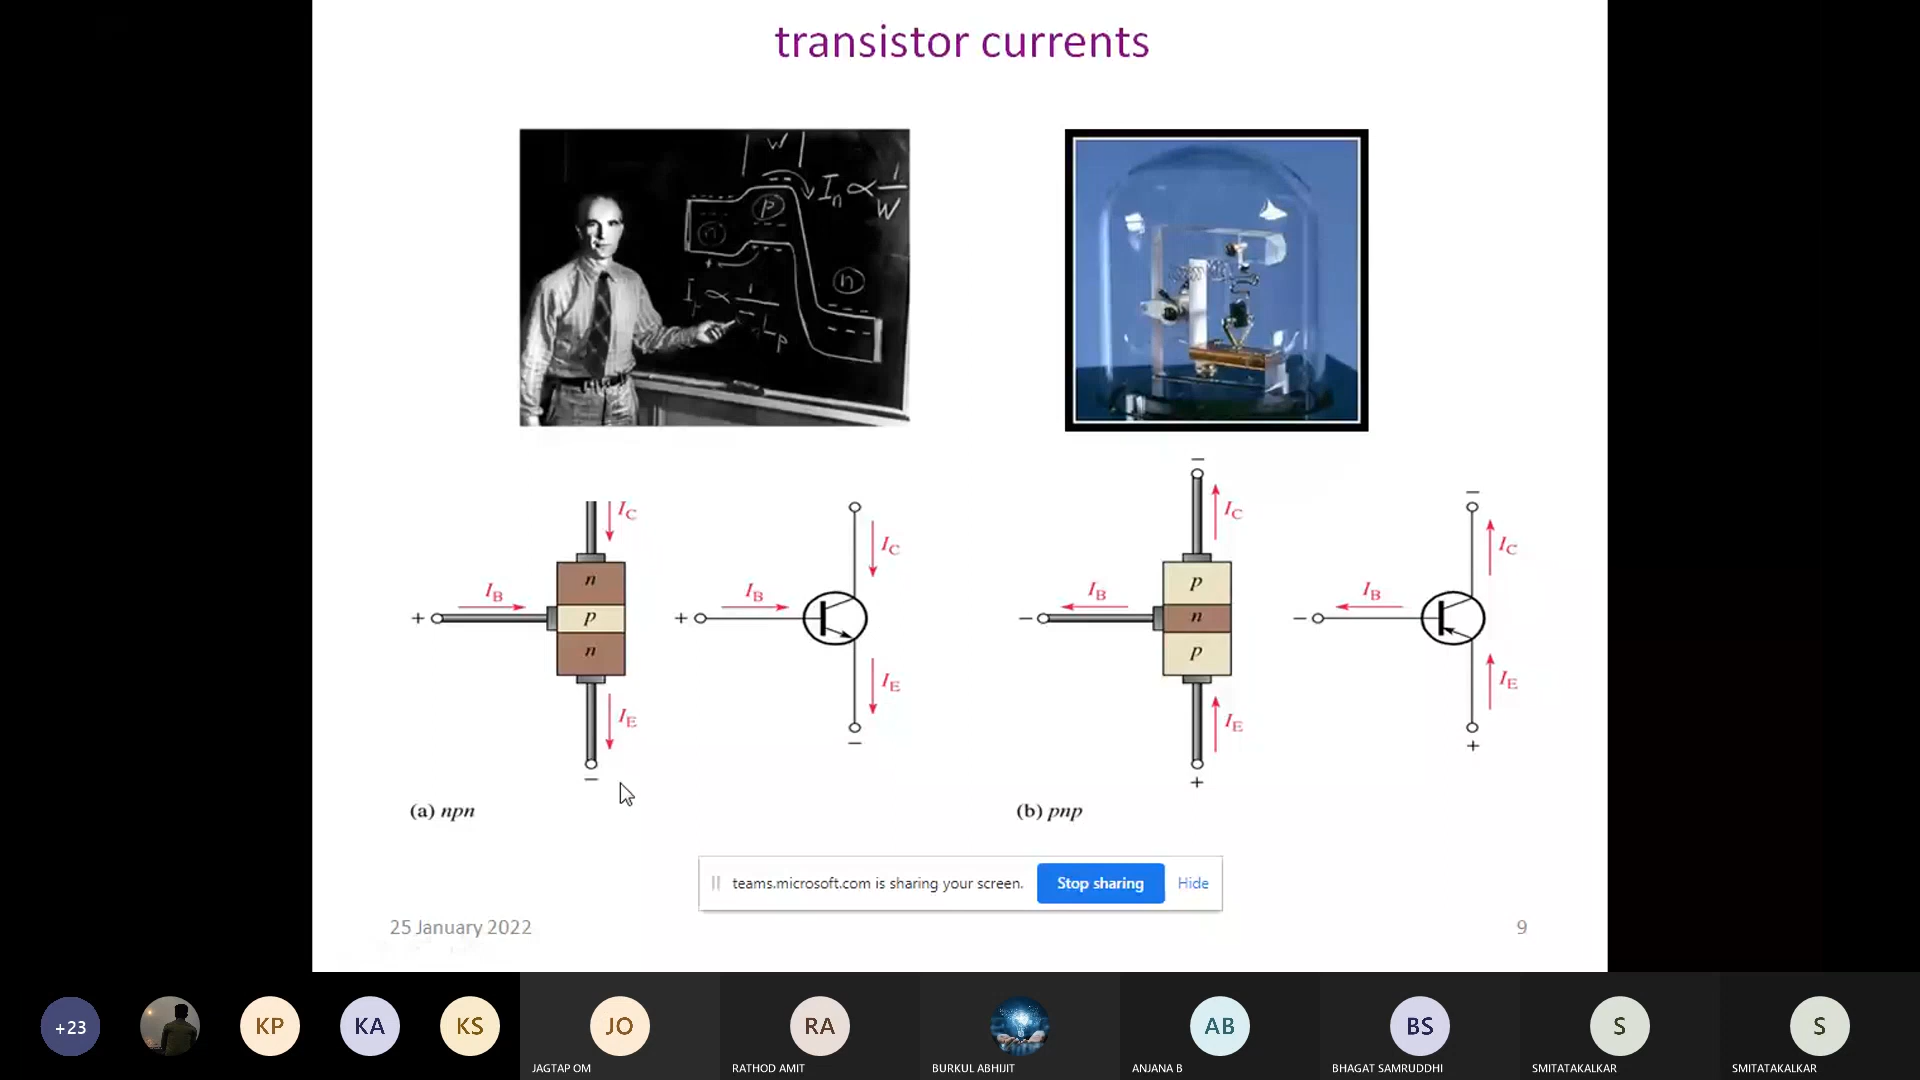 transistor currents
W
Iₙ ∝ 1/W
p
n
n
I_C
n
I_B
p
+
n
I_E
−
I_C
I_B
+
I_E
−
−
I_C
p
I_B
n
−
p
I_E
+
−
I_C
I_B
−
I_E
+
(a) npn
(b) pnp
teams.microsoft.com is sharing your screen.
Stop sharing
Hide
25 January 2022
9
+23
KP
KA
KS
JO
RA
AB
BS
S
S
JAGTAP OM
RATHOD AMIT
BURKUL ABHIJIT
ANJANA B
BHAGAT SAMRUDDHI
SMITATAKALKAR
SMITATAKALKAR